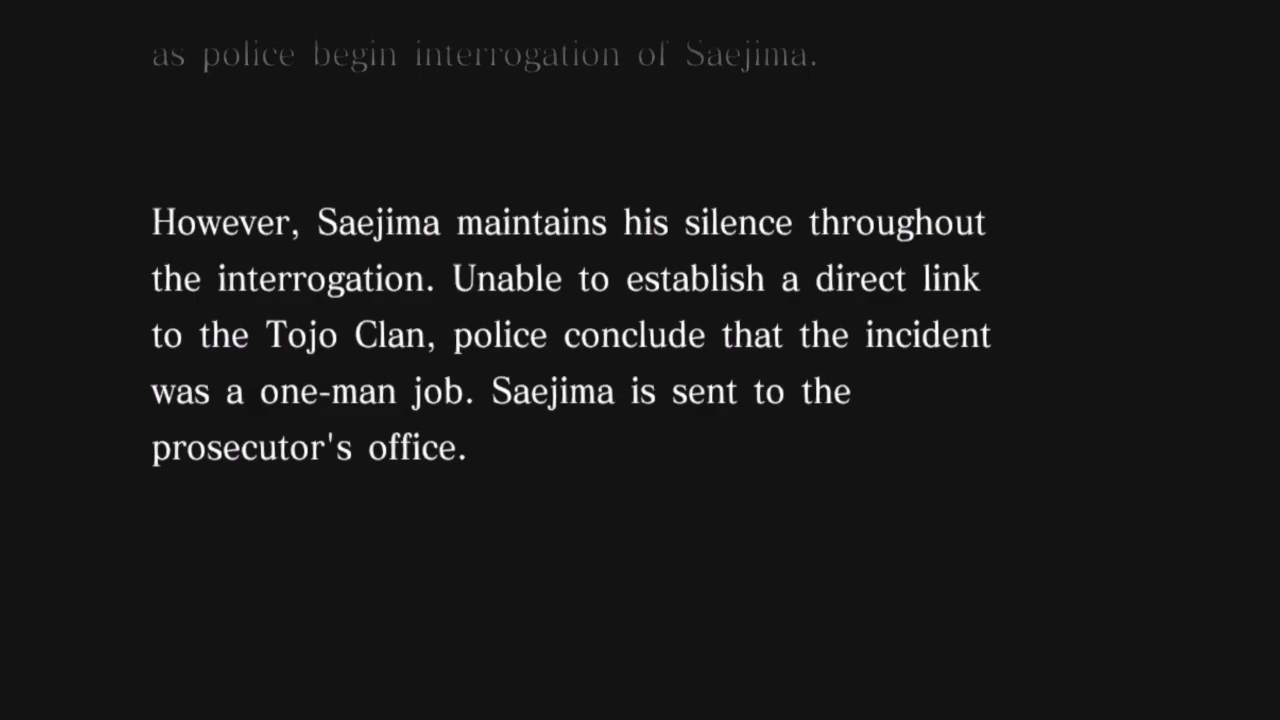 as police begin interrogation of Saejima.
However, Saejima maintains his silence throughout
the interrogation. Unable to establish a direct link
to the Tojo Clan, police conclude that the incident
was a one-man job. Saejima is sent to the
prosecutor's office.